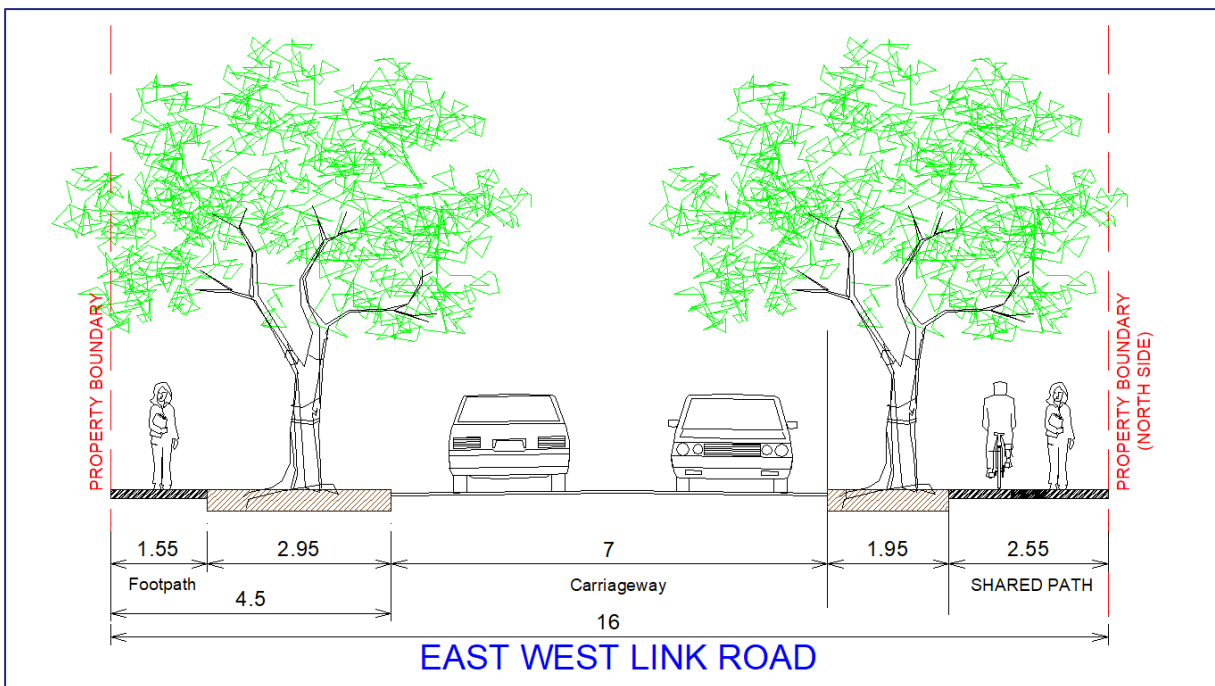 PROPERTY BOUNDARY
PROPERTY BOUNDARY
(NORTH SIDE)
1.55
2.95
7
1.95
2.55
Footpath
Carriageway
SHARED PATH
4.5
16
EAST WEST LINK ROAD